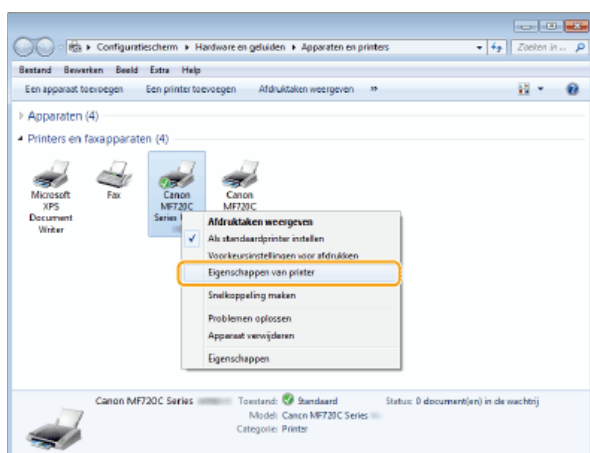 Configuratiescherm ▸ Hardware en geluiden ▸ Apparaten en printers
Zoeken in ...
Bestand Bewerken Beeld Extra Help
Een apparaat toevoegen Een printer toevoegen Afdruktaken weergeven »
Apparaten (4)
Printers en faxapparaten (4)
Microsoft XPS Document Writer
Fax
Canon MF720C Series
Canon MF720C
Afdruktaken weergeven
Als standaardprinter instellen
Voorkeursinstellingen voor afdrukken
Eigenschappen van printer
Snelkoppeling maken
Problemen oplossen
Apparaat verwijderen
Eigenschappen
Canon MF720C Series Toestand: Standaard Status: 0 document(en) in de wachtrij
Model: Canon MF720C Series
Categorie: Printer